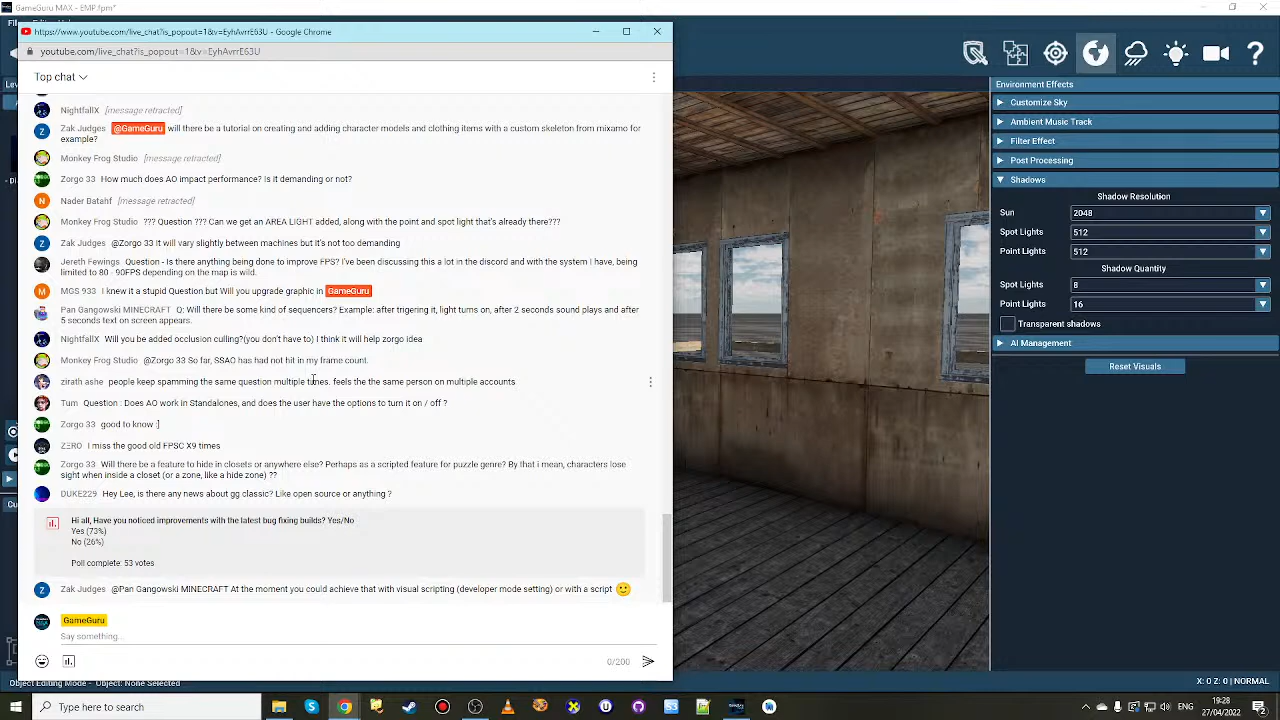 GameGuru MAX - EMP.fpm*
https://www.youtube.com/live_chat?is_popout=1&v=EyhAvrrE63U - Google Chrome
youtube.com/live_chat?is_popout=1&v=EyhAvrrE63U
Top chat
NightfallX [message retracted]
Zak Judges @GameGuru will there be a tutorial on creating and adding character models and clothing items with a custom skeleton from mixamo for
example?
Monkey Frog Studio [message retracted]
Zorgo 33 How much does AO impact performance? Is it demanding or not?
Nader Batahf [message retracted]
Monkey Frog Studio ??? Question ??? Can we get an AREA LIGHT added, along with the point and spot light that's already there???
Zak Judges @Zorgo 33 It will vary slightly between machines but it's not too demanding
Jereth Fewings Question - Is there anything being done to improve FPS? I've been discussing this a lot in the discord and with the system I have, being
limited to 80 - 90FPS depending on the map is wild.
MGS 933 I knew it a stupid Question but Will you upgrade graphic in GameGuru
Pan Gangowski MINECRAFT Q: Will there be some kind of sequencers? Example: after trigering it, light turns on, after 2 seconds sound plays and after
5 seconds text on screen appears.
NightfallX Will you be added occlusion culling?(you don't have to) I think it will help zorgo idea
Monkey Frog Studio @Zorgo 33 So far, SSAO has had not hit in my frame count.
zirath ashe people keep spamming the same question multiple times. feels the the same person on multiple accounts
Tum Question : Does AO work in Standalones, and does the user have the options to turn it on / off ?
Zorgo 33 good to know :]
ZERO I miss the good old FPSC X9 times
Zorgo 33 Will there be a feature to hide in closets or anywhere else? Perhaps as a scripted feature for puzzle genre? By that i mean, characters lose
sight when inside a closet (or a zone, like a hide zone) ??
DUKE229 Hey Lee, is there any news about gg classic? Like open source or anything ?
Hi all, Have you noticed improvements with the latest bug fixing builds? Yes/No
Yes (73%)
No (26%)
Poll complete: 53 votes
Zak Judges @Pan Gangowski MINECRAFT At the moment you could achieve that with visual scripting (developer mode setting) or with a script 🙂
GameGuru
Say something...
0/200
Environment Effects
Customize Sky
Ambient Music Track
Filter Effect
Post Processing
Shadows
Shadow Resolution
Sun 2048
Spot Lights 512
Point Lights 512
Shadow Quantity
Spot Lights 8
Point Lights 16
Transparent shadows
AI Management
Reset Visuals
Object Editing Mode - Object: None Selected
X: 0 Z: 0 | NORMAL
Type here to search
19:28
27/04/2022